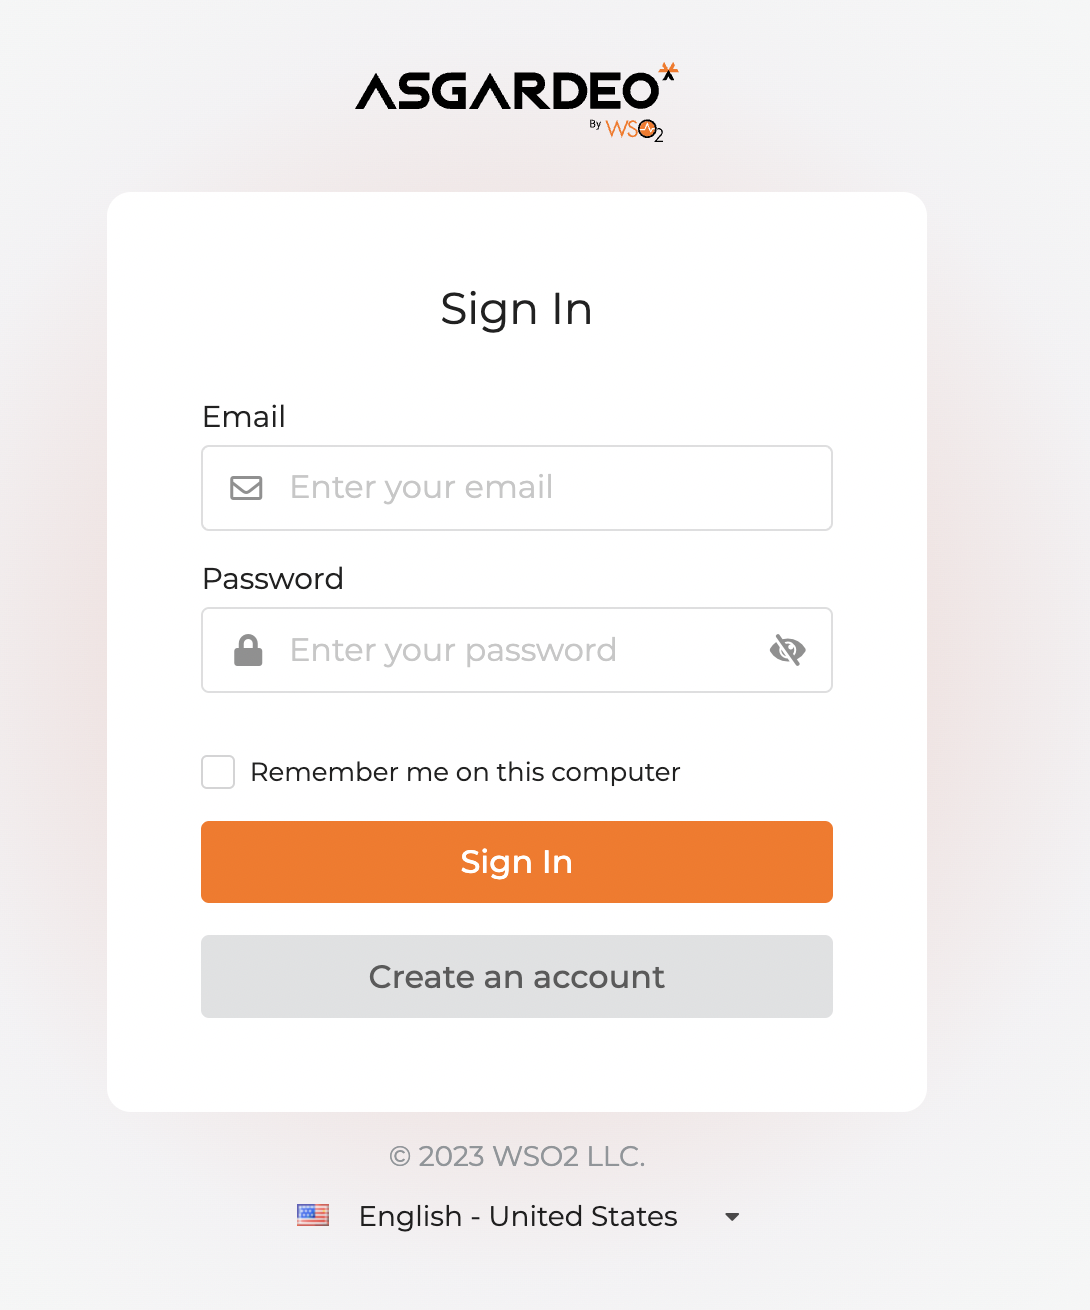 ASGARDEO
By WSO2
Sign In
Email
Enter your email
Password
Enter your password
Remember me on this computer
Sign In
Create an account
© 2023 WSO2 LLC.
English - United States